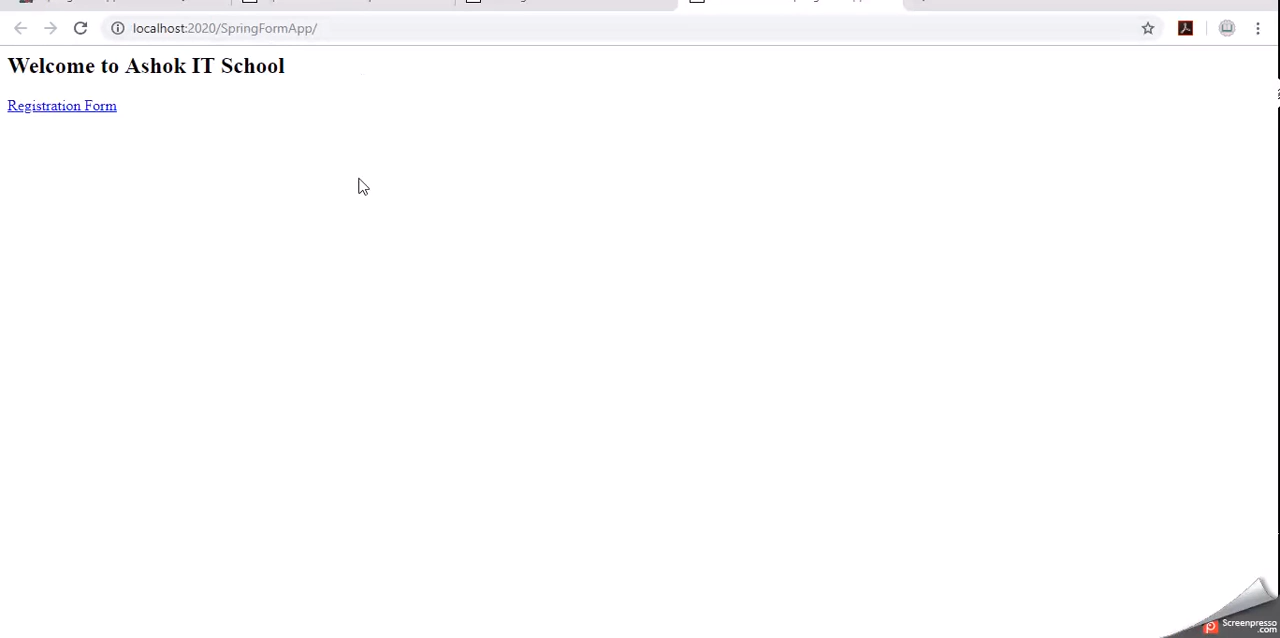 localhost:2020/SpringFormApp/
Welcome to Ashok IT School
Registration Form
Screenpresso
.com